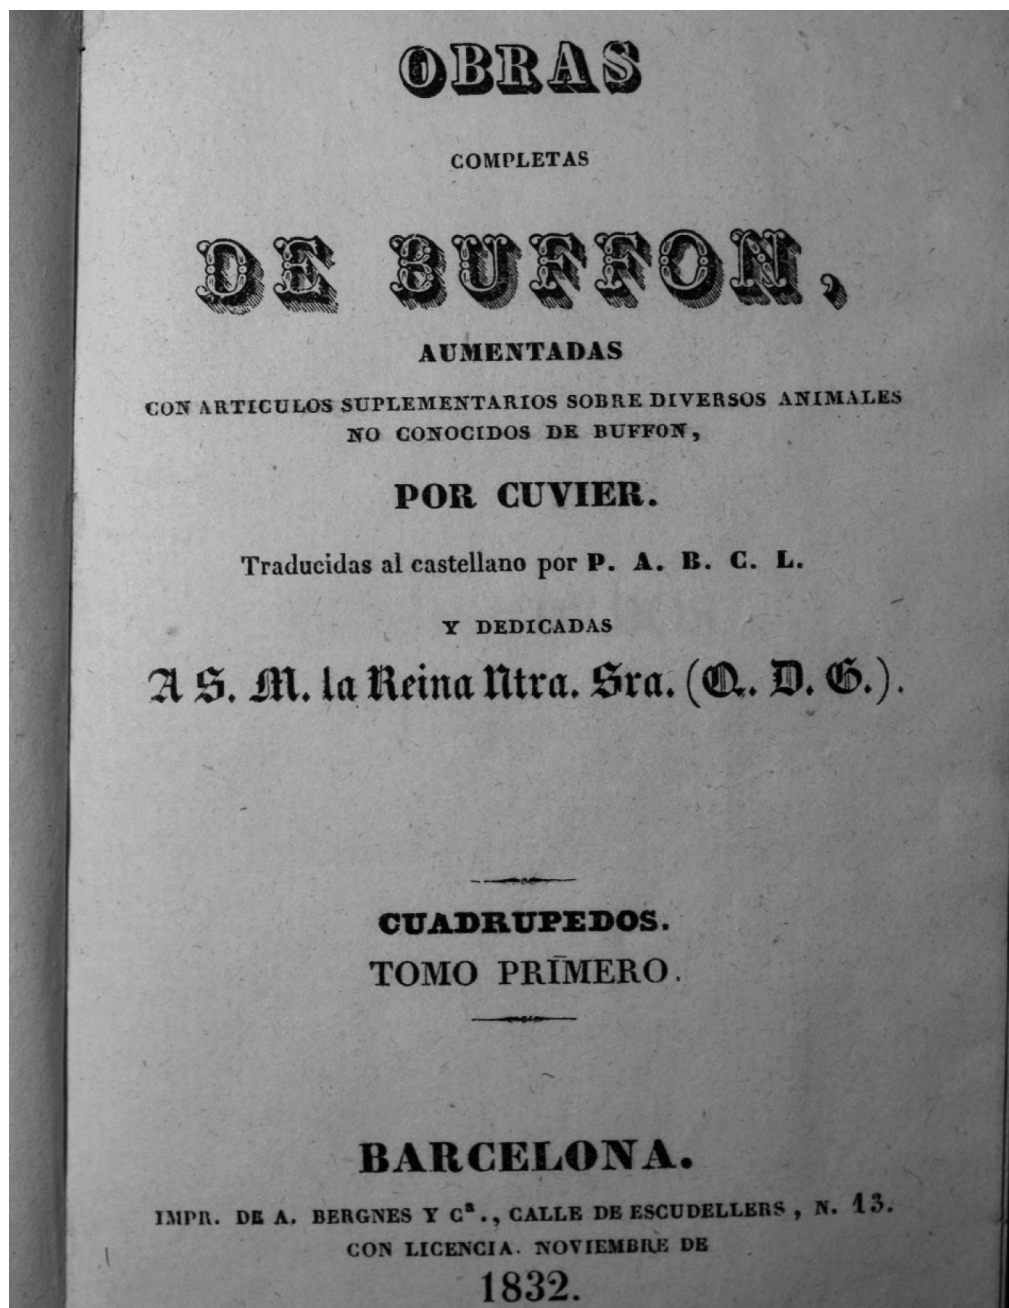 OBRAS
COMPLETAS
DE BUFFON,
AUMENTADAS
CON ARTICULOS SUPLEMENTARIOS SOBRE DIVERSOS ANIMALES
NO CONOCIDOS DE BUFFON,
POR CUVIER.
Traducidas al castellano por P. A. B. C. L.
Y DEDICADAS
A S. M. la Reina Ntra. Sra. (Q. D. G.).
CUADRUPEDOS.
TOMO PRIMERO.
BARCELONA.
IMPR. DE A. BERGNES Y Cª., CALLE DE ESCUDELLERS, N. 13.
CON LICENCIA. NOVIEMBRE DE
1832.